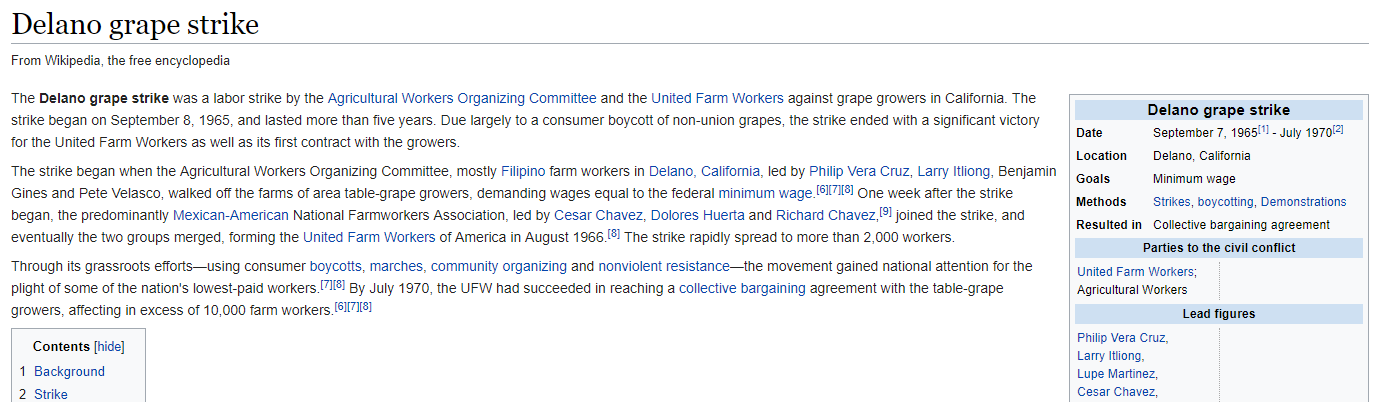 Delano grape strike
From Wikipedia, the free encyclopedia
The Delano grape strike was a labor strike by the Agricultural Workers Organizing Committee and the United Farm Workers against grape growers in California. The
strike began on September 8, 1965, and lasted more than five years. Due largely to a consumer boycott of non-union grapes, the strike ended with a significant victory
for the United Farm Workers as well as its first contract with the growers.
The strike began when the Agricultural Workers Organizing Committee, mostly Filipino farm workers in Delano, California, led by Philip Vera Cruz, Larry Itliong, Benjamin
Gines and Pete Velasco, walked off the farms of area table-grape growers, demanding wages equal to the federal minimum wage.[6][7][8] One week after the strike
began, the predominantly Mexican-American National Farmworkers Association, led by Cesar Chavez, Dolores Huerta and Richard Chavez,[9] joined the strike, and
eventually the two groups merged, forming the United Farm Workers of America in August 1966.[8] The strike rapidly spread to more than 2,000 workers.
Through its grassroots efforts—using consumer boycotts, marches, community organizing and nonviolent resistance—the movement gained national attention for the
plight of some of the nation's lowest-paid workers.[7][8] By July 1970, the UFW had succeeded in reaching a collective bargaining agreement with the table-grape
growers, affecting in excess of 10,000 farm workers.[6][7][8]
Contents [hide]
1 Background
2 Strike
Delano grape strike
Date September 7, 1965[1] - July 1970[2]
Location Delano, California
Goals Minimum wage
Methods Strikes, boycotting, Demonstrations
Resulted in Collective bargaining agreement
Parties to the civil conflict
United Farm Workers;
Agricultural Workers
Lead figures
Philip Vera Cruz,
Larry Itliong,
Lupe Martinez,
Cesar Chavez,